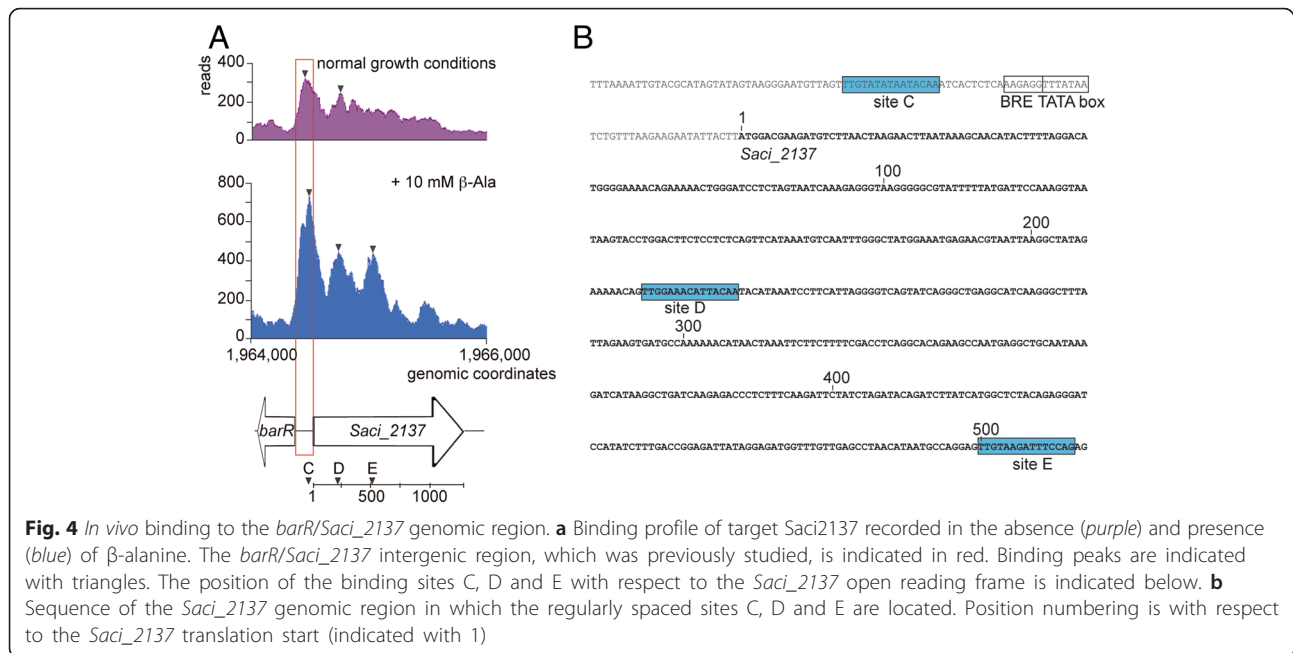 A
reads
400
300
200
100
0
normal growth conditions
800
600
400
200
0
+ 10 mM β-Ala
1,964,000
1,966,000
genomic coordinates
barR
Saci_2137
C D E
1 500 1000
B
TTTAAAATTGTACGCATAGTATAGTAAGGGAATGTTAGTTTGTATATAATACAAATCACTCTCAAAGAGGTTTATAA
site C
BRE TATA box
1
TCTGTTTAAGAAGAATATTACTTATGGACGAAGATGTCTTAACTAAGAACTTAATAAAGCAACATACTTTTAGGACA
Saci_2137
100
TGGGGAAAACAGAAAAACTGGGATCCTCTAGTAATCAAAGAGGGTAAGGGGGCGTATTTTTATGATTCCAAAGGTAA
200
TAAGTACCTGGACTTCTCCTCTCAGTTCATAAATGTCAATTTGGGCTATGGAAATGAGAACGTAATTAAGGCTATAG
AAAAACAGTTGGAAACATTACAATACATAAATCCTTCATTAGGGGTCAGTATCAGGGCTGAGGCATCAAGGGCTTTA
site D
300
TTAGAAGTGATGCCAAAAAACATAACTAAATTCTTCTTTTCGACCTCAGGCACAGAAGCCAATGAGGCTGCAATAAA
400
GATCATAAGGCTGATCAAGAGACCCTCTTTCAAGATTCTATCTAGATACAGATCTTATCATGGCTCTACAGAGGGAT
500
CCATATCTTTGACCGGAGATTATAGGAGATGGTTTGTTGAGCCTAACATAATGCCAGGAGTTGTAAGATTTCCAGAG
site E
Fig. 4 In vivo binding to the barR/Saci_2137 genomic region. a Binding profile of target Saci2137 recorded in the absence (purple) and presence
(blue) of β-alanine. The barR/Saci_2137 intergenic region, which was previously studied, is indicated in red. Binding peaks are indicated
with triangles. The position of the binding sites C, D and E with respect to the Saci_2137 open reading frame is indicated below. b
Sequence of the Saci_2137 genomic region in which the regularly spaced sites C, D and E are located. Position numbering is with respect
to the Saci_2137 translation start (indicated with 1)